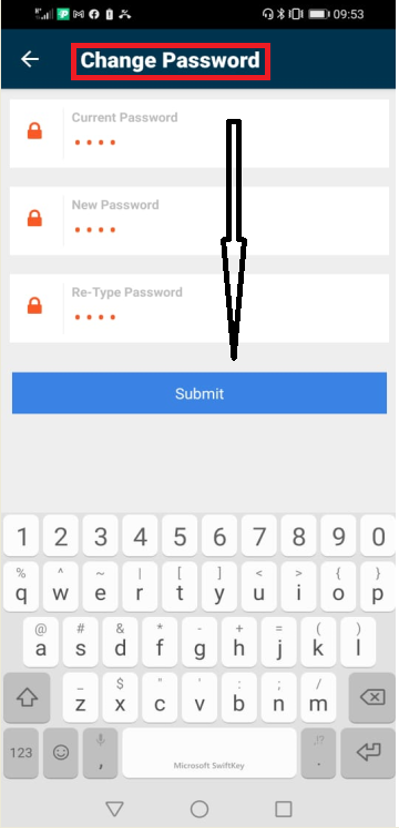 09:53
Change Password
Current Password
••••
New Password
••••
Re-Type Password
••••
Submit
1 2 3 4 5 6 7 8 9 0
% ^ ~ | [ ] < > { }
q w e r t y u i o p
@ # & * - + = ( )
a s d f g h j k l
_ $ " ' : ; /
z x c v b n m
123 , !? .
Microsoft SwiftKey